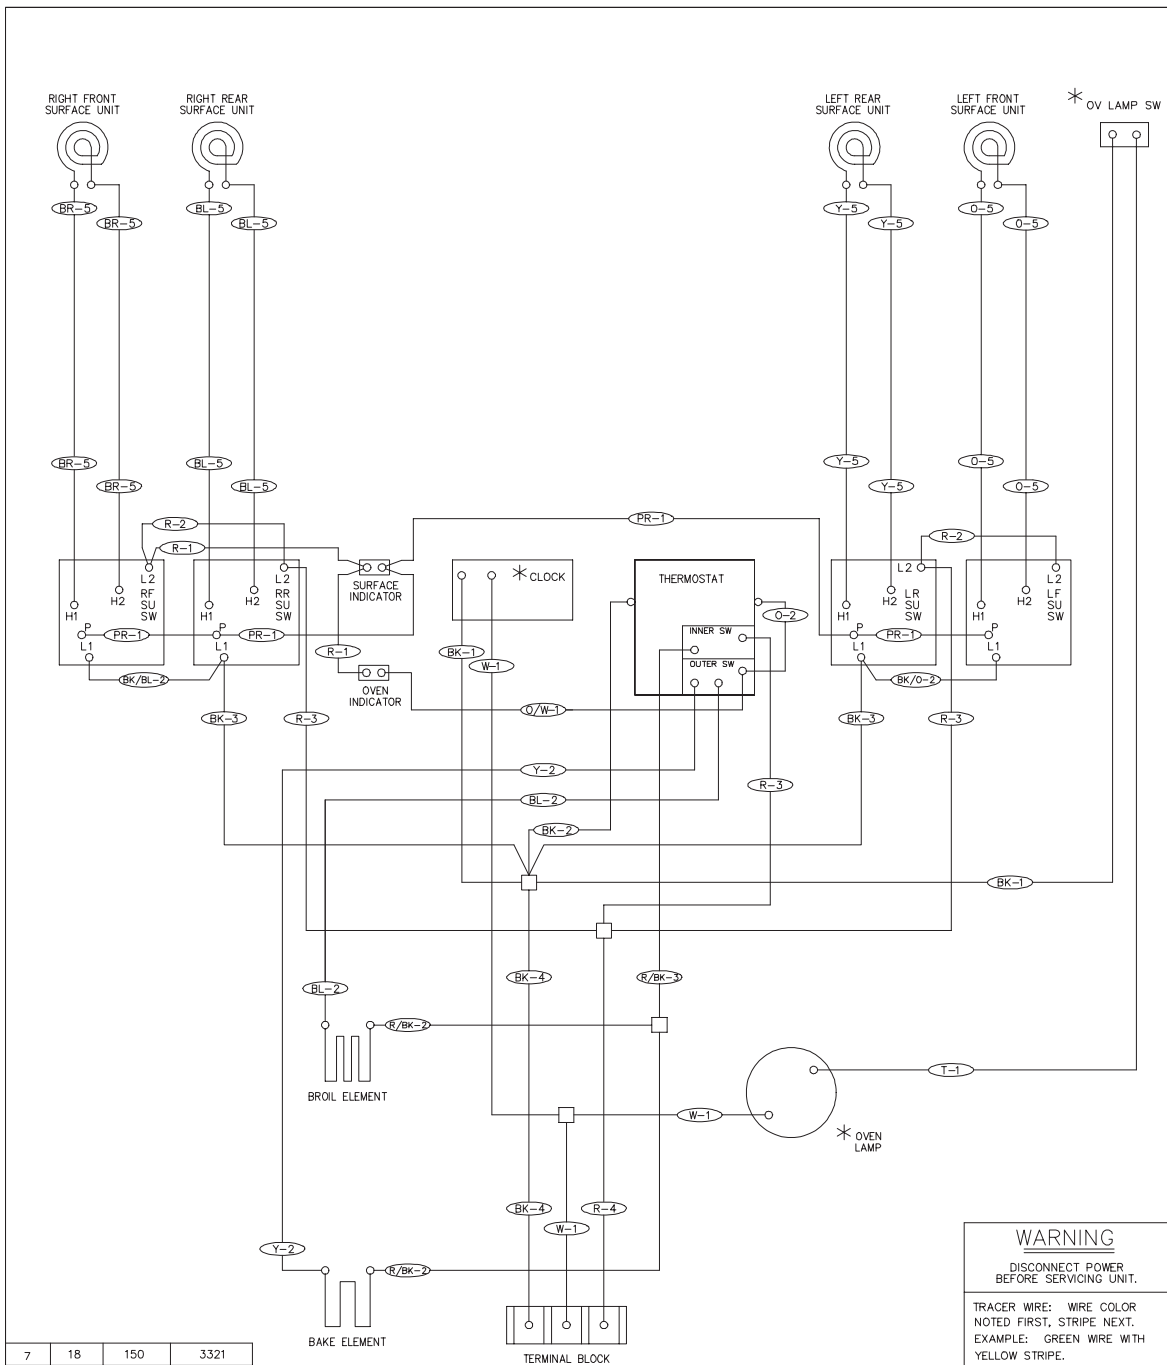 RIGHT FRONT
SURFACE UNIT
RIGHT REAR
SURFACE UNIT
LEFT REAR
SURFACE UNIT
LEFT FRONT
SURFACE UNIT
OV LAMP SW
BR-5
BL-5
Y-5
O-5
BR-5
BL-5
Y-5
O-5
BR-5
BL-5
Y-5
O-5
BR-5
BL-5
Y-5
O-5
R-2
PR-1
R-2
R-1
L2
RF
SU
SW
H1
H2
P
L1
L2
RR
SU
SW
H1
H2
P
L1
SURFACE
INDICATOR
CLOCK
THERMOSTAT
L2
LR
SU
SW
H1
H2
P
L1
L2
LF
SU
SW
H1
H2
P
L1
O-2
INNER SW
OUTER SW
PR-1
PR-1
R-1
BK-1
W-1
PR-1
BK/BL-2
OVEN
INDICATOR
BK/O-2
BK-3
R-3
O/W-1
BK-3
R-3
Y-2
R-3
BL-2
BK-2
BK-1
BK-4
R/BK-3
BL-2
R/BK-2
BROIL ELEMENT
T-1
W-1
OVEN
LAMP
BK-4
R-4
W-1
Y-2
R/BK-2
BAKE ELEMENT
TERMINAL BLOCK
WARNING
DISCONNECT POWER
BEFORE SERVICING UNIT.
TRACER WIRE: WIRE COLOR
NOTED FIRST, STRIPE NEXT.
EXAMPLE: GREEN WIRE WITH
YELLOW STRIPE.
7 18 150 3321